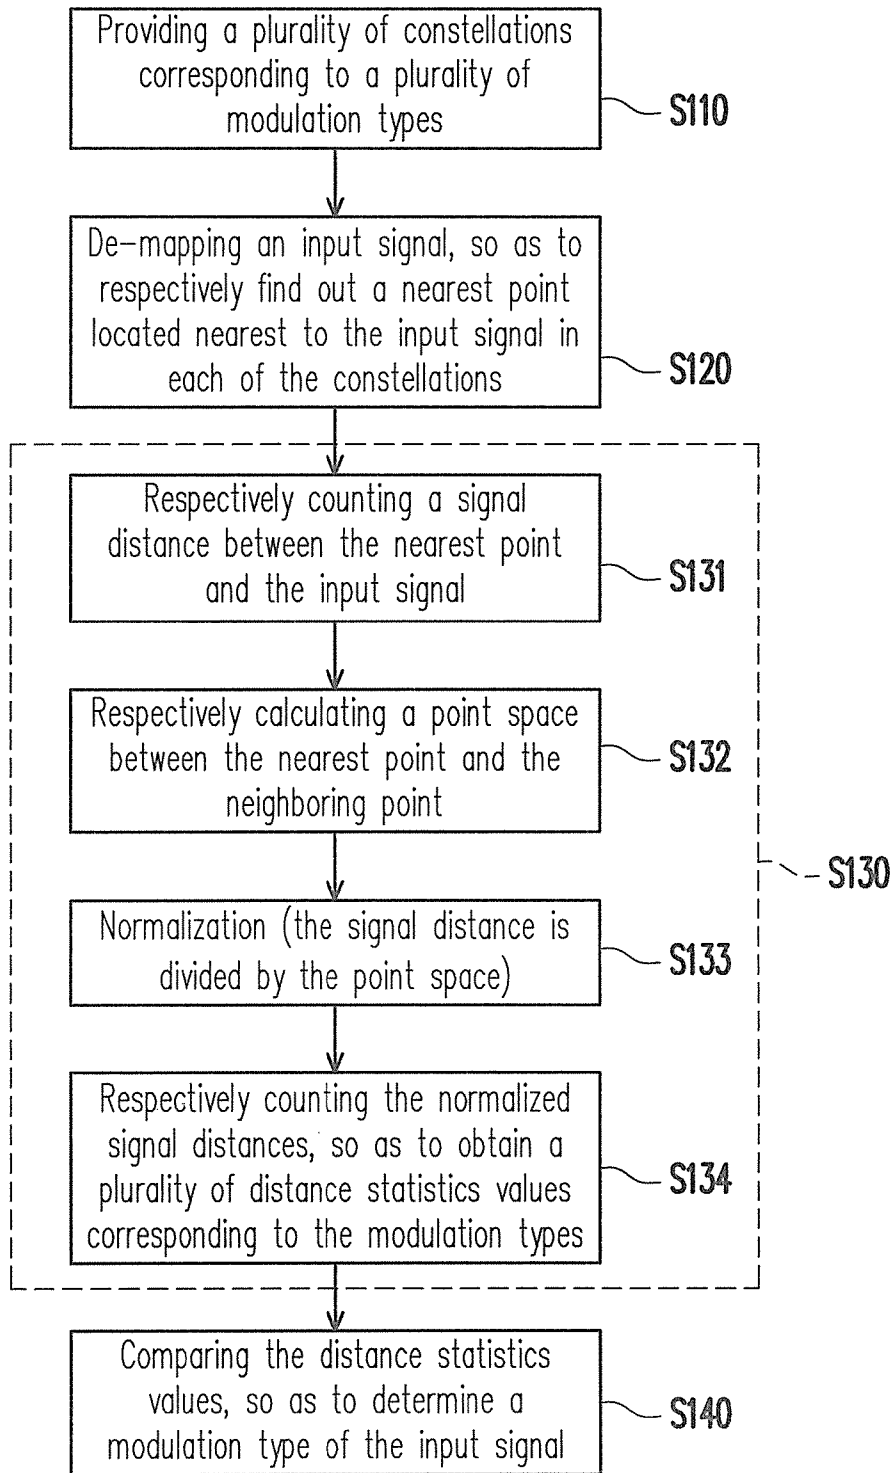 Providing a plurality of constellations
corresponding to a plurality of
modulation types
S110
De-mapping an input signal, so as to
respectively find out a nearest point
located nearest to the input signal in
each of the constellations
S120
Respectively counting a signal
distance between the nearest point
and the input signal
S131
Respectively calculating a point space
between the nearest point and the
neighboring point
S132
S130
Normalization (the signal distance is
divided by the point space)
S133
Respectively counting the normalized
signal distances, so as to obtain a
plurality of distance statistics values
corresponding to the modulation types
S134
Comparing the distance statistics
values, so as to determine a
modulation type of the input signal
S140